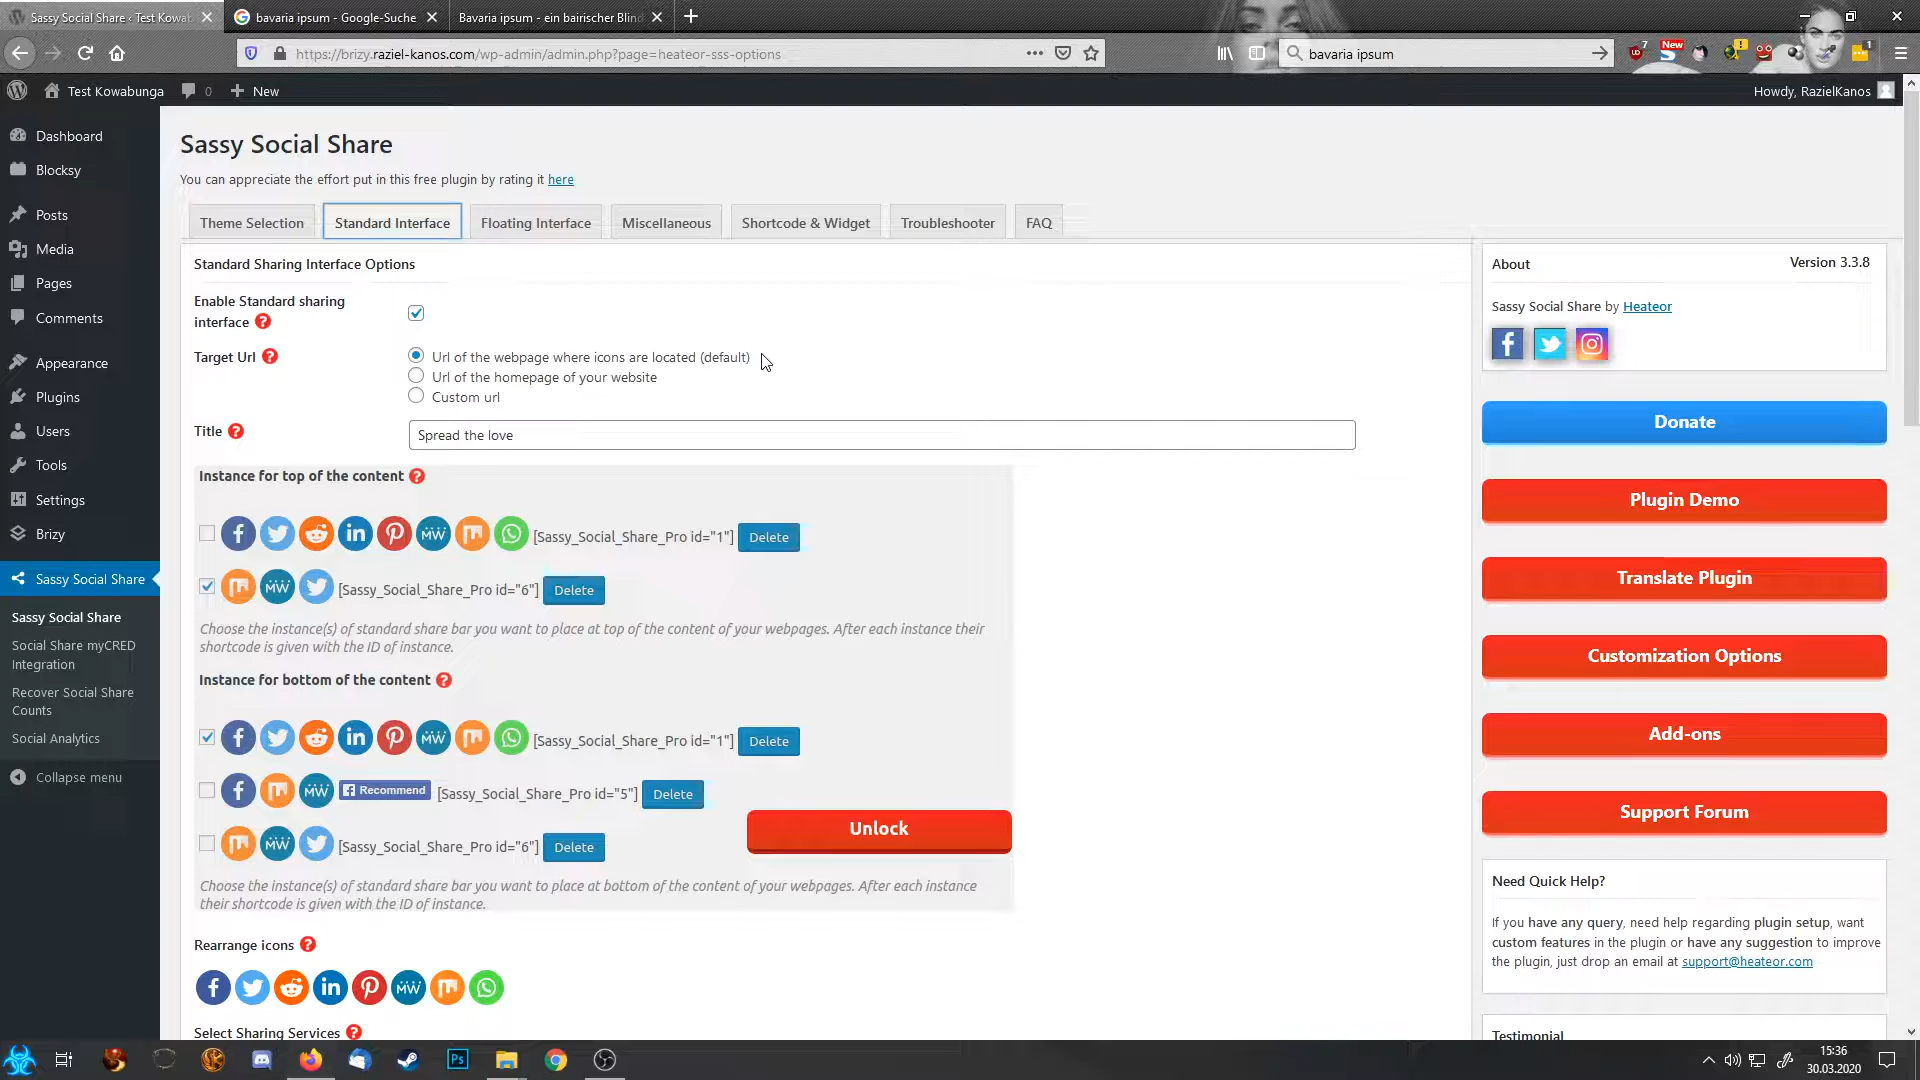 Sassy Social Share ‹ Test Kowab
bavaria ipsum - Google-Suche
Bavaria ipsum - ein bairischer Blind
https://brizy.raziel-kanos.com/wp-admin/admin.php?page=heateor-sss-options
bavaria ipsum
7
New
1
Test Kowabunga
0
New
Howdy, RazielKanos
Dashboard
Blocksy
Posts
Media
Pages
Comments
Appearance
Plugins
Users
Tools
Settings
Brizy
Sassy Social Share
Sassy Social Share
Social Share myCRED
Integration
Recover Social Share
Counts
Social Analytics
Collapse menu
Sassy Social Share
You can appreciate the effort put in this free plugin by rating it here
Theme Selection
Standard Interface
Floating Interface
Miscellaneous
Shortcode & Widget
Troubleshooter
FAQ
Standard Sharing Interface Options
Enable Standard sharing
interface ?
Target Url ?
Url of the webpage where icons are located (default)
Url of the homepage of your website
Custom url
Title ?
Spread the love
Instance for top of the content ?
[Sassy_Social_Share_Pro id="1"] Delete
[Sassy_Social_Share_Pro id="6"] Delete
Choose the instance(s) of standard share bar you want to place at top of the content of your webpages. After each instance their
shortcode is given with the ID of instance.
Instance for bottom of the content ?
[Sassy_Social_Share_Pro id="1"] Delete
Recommend [Sassy_Social_Share_Pro id="5"] Delete
[Sassy_Social_Share_Pro id="6"] Delete
Unlock
Choose the instance(s) of standard share bar you want to place at bottom of the content of your webpages. After each instance
their shortcode is given with the ID of instance.
Rearrange icons ?
Select Sharing Services ?
About
Version 3.3.8
Sassy Social Share by Heateor
Donate
Plugin Demo
Translate Plugin
Customization Options
Add-ons
Support Forum
Need Quick Help?
If you have any query, need help regarding plugin setup, want
custom features in the plugin or have any suggestion to improve
the plugin, just drop an email at support@heateor.com
Testimonial
Ps
15:36
30.03.2020